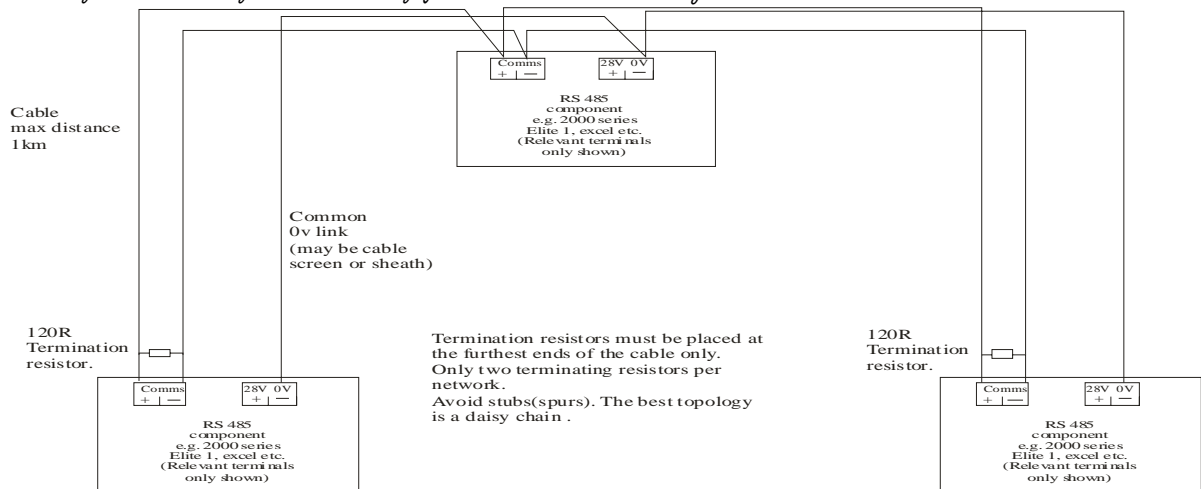 Comms
+ | —
28V 0V
+ | —
RS 485
component
e.g. 2000 series
Elite 1, excel etc.
(Relevant terminals
only shown)
Cable
max distance
1km
Common
0v link
(may be cable
screen or sheath)
120R
Termination
resistor.
Termination resistors must be placed at
the furthest ends of the cable only.
Only two terminating resistors per
network.
Avoid stubs(spurs). The best topology
is a daisy chain .
120R
Termination
resistor.
Comms
+ | —
28V 0V
+ | —
RS 485
component
e.g. 2000 series
Elite 1, excel etc.
(Relevant terminals
only shown)
Comms
+ | —
28V 0V
+ | —
RS 485
component
e.g. 2000 series
Elite 1, excel etc.
(Relevant terminals
only shown)